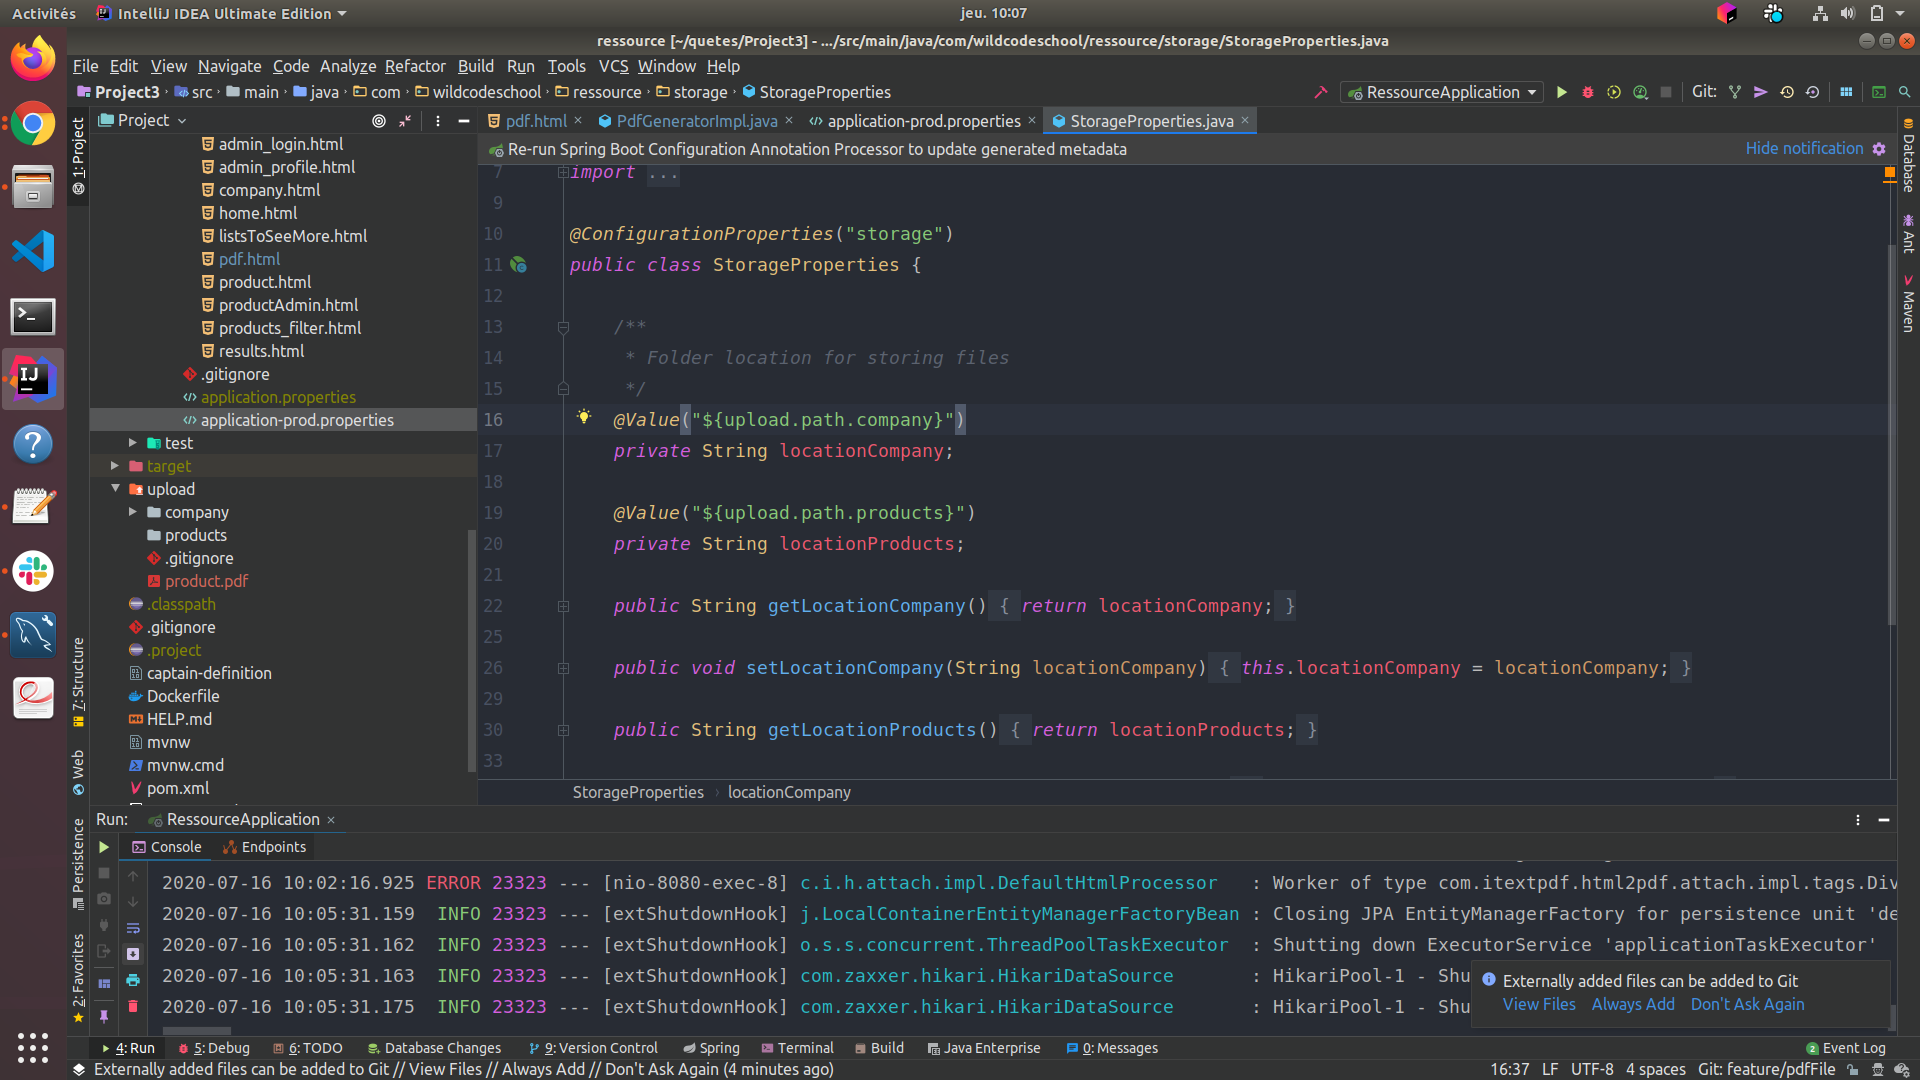 Activités
IntelliJ IDEA Ultimate Edition
jeu. 10:07
ressource [~/quetes/Project3] - .../src/main/java/com/wildcodeschool/ressource/storage/StorageProperties.java
File Edit View Navigate Code Analyze Refactor Build Run Tools VCS Window Help
Project3 src main java com wildcodeschool ressource storage StorageProperties
RessourceApplication
Git:
1: Project
7: Structure
Web
Persistence
2: Favorites
Project
admin_login.html
admin_profile.html
company.html
home.html
listsToSeeMore.html
pdf.html
product.html
productAdmin.html
products_filter.html
results.html
.gitignore
application.properties
application-prod.properties
test
target
upload
company
products
.gitignore
product.pdf
.classpath
.gitignore
.project
captain-definition
Dockerfile
HELP.md
mvnw
mvnw.cmd
pom.xml
pdf.html
PdfGeneratorImpl.java
application-prod.properties
StorageProperties.java
Re-run Spring Boot Configuration Annotation Processor to update generated metadata
Hide notification
7 import ...
9
10 @ConfigurationProperties("storage")
11 public class StorageProperties {
12
13 /**
14 * Folder location for storing files
15 */
16 @Value("${upload.path.company}")
17 private String locationCompany;
18
19 @Value("${upload.path.products}")
20 private String locationProducts;
21
22 public String getLocationCompany() { return locationCompany; }
25
26 public void setLocationCompany(String locationCompany) { this.locationCompany = locationCompany; }
29
30 public String getLocationProducts() { return locationProducts; }
33
StorageProperties locationCompany
Database
Ant
Maven
Run: RessourceApplication
Console
Endpoints
2020-07-16 10:02:16.925 ERROR 23323 --- [nio-8080-exec-8] c.i.h.attach.impl.DefaultHtmlProcessor : Worker of type com.itextpdf.html2pdf.attach.impl.tags.Div
2020-07-16 10:05:31.159 INFO 23323 --- [extShutdownHook] j.LocalContainerEntityManagerFactoryBean : Closing JPA EntityManagerFactory for persistence unit 'de
2020-07-16 10:05:31.162 INFO 23323 --- [extShutdownHook] o.s.s.concurrent.ThreadPoolTaskExecutor : Shutting down ExecutorService 'applicationTaskExecutor'
2020-07-16 10:05:31.163 INFO 23323 --- [extShutdownHook] com.zaxxer.hikari.HikariDataSource : HikariPool-1 - Shu
2020-07-16 10:05:31.175 INFO 23323 --- [extShutdownHook] com.zaxxer.hikari.HikariDataSource : HikariPool-1 - Shu
Externally added files can be added to Git
View Files Always Add Don't Ask Again
4: Run 5: Debug 6: TODO Database Changes 9: Version Control Spring Terminal Build Java Enterprise 0: Messages
2 Event Log
Externally added files can be added to Git // View Files // Always Add // Don't Ask Again (4 minutes ago)
16:37 LF UTF-8 4 spaces Git: feature/pdfFile